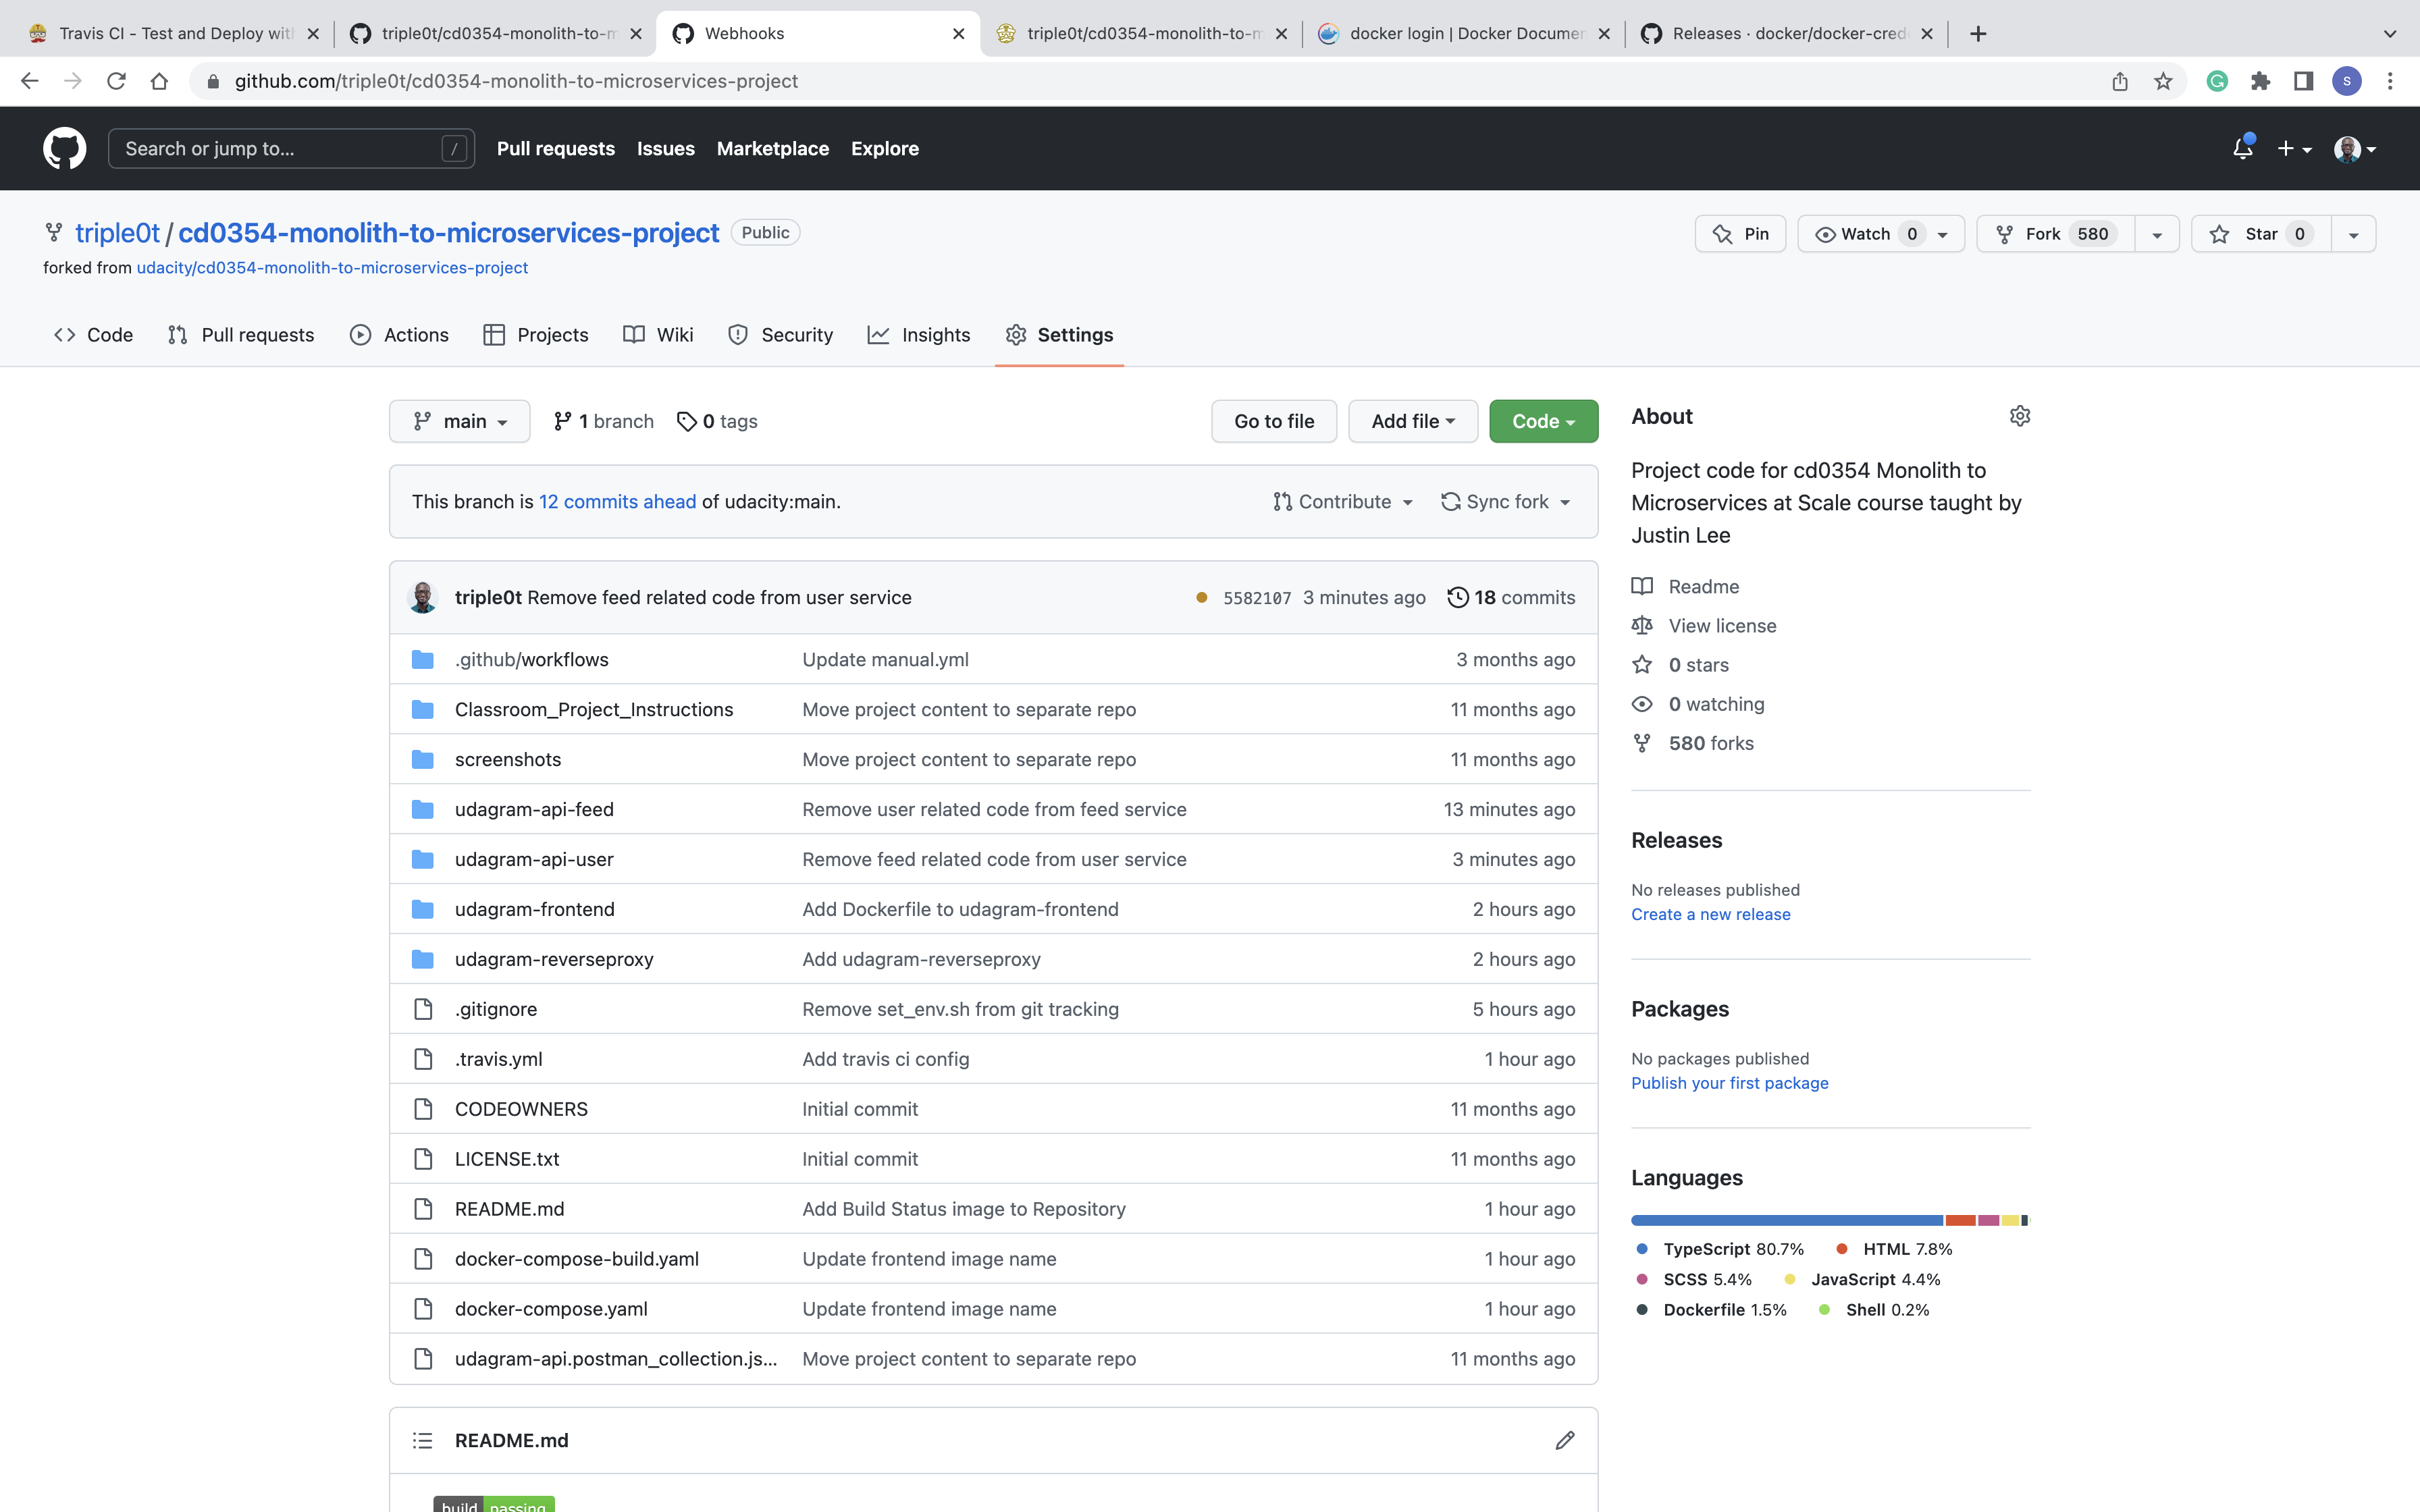 Travis CI - Test and Deploy with
triple0t/cd0354-monolith-to-m
Webhooks
triple0t/cd0354-monolith-to-m
docker login | Docker Documen
Releases · docker/docker-cred
github.com/triple0t/cd0354-monolith-to-microservices-project
S
Search or jump to...
/
Pull requests
Issues
Marketplace
Explore
triple0t / cd0354-monolith-to-microservices-project
Public
Pin
Watch 0
Fork 580
Star 0
forked from udacity/cd0354-monolith-to-microservices-project
Code
Pull requests
Actions
Projects
Wiki
Security
Insights
Settings
main
1 branch
0 tags
Go to file
Add file
Code
This branch is 12 commits ahead of udacity:main.
Contribute
Sync fork
triple0t Remove feed related code from user service
5582107 3 minutes ago
18 commits
.github/workflows Update manual.yml 3 months ago
Classroom_Project_Instructions Move project content to separate repo 11 months ago
screenshots Move project content to separate repo 11 months ago
udagram-api-feed Remove user related code from feed service 13 minutes ago
udagram-api-user Remove feed related code from user service 3 minutes ago
udagram-frontend Add Dockerfile to udagram-frontend 2 hours ago
udagram-reverseproxy Add udagram-reverseproxy 2 hours ago
.gitignore Remove set_env.sh from git tracking 5 hours ago
.travis.yml Add travis ci config 1 hour ago
CODEOWNERS Initial commit 11 months ago
LICENSE.txt Initial commit 11 months ago
README.md Add Build Status image to Repository 1 hour ago
docker-compose-build.yaml Update frontend image name 1 hour ago
docker-compose.yaml Update frontend image name 1 hour ago
udagram-api.postman_collection.js... Move project content to separate repo 11 months ago
README.md
build passing
About
Project code for cd0354 Monolith to
Microservices at Scale course taught by
Justin Lee
Readme
View license
0 stars
0 watching
580 forks
Releases
No releases published
Create a new release
Packages
No packages published
Publish your first package
Languages
TypeScript 80.7%
HTML 7.8%
SCSS 5.4%
JavaScript 4.4%
Dockerfile 1.5%
Shell 0.2%